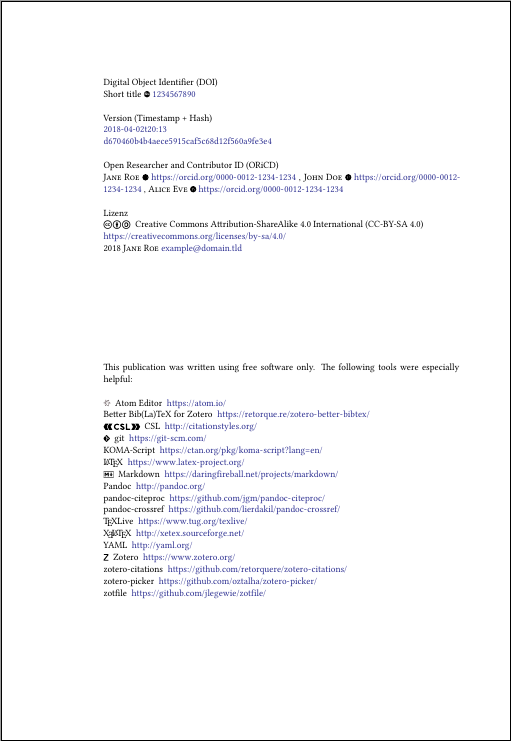 Digital Object Identifier (DOI)
Short title 1234567890
Version (Timestamp + Hash)
2018-04-02t20:13
d670460b4b4aece5915caf5c68d12f560a9fe3e4
Open Researcher and Contributor ID (ORiCD)
Jane Roe https://orcid.org/0000-0012-1234-1234 , John Doe https://orcid.org/0000-0012-
1234-1234 , Alice Eve https://orcid.org/0000-0012-1234-1234
Lizenz
Creative Commons Attribution-ShareAlike 4.0 International (CC-BY-SA 4.0)
https://creativecommons.org/licenses/by-sa/4.0/
2018 Jane Roe example@domain.tld
This publication was written using free software only. The following tools were especially
helpful:
Atom Editor https://atom.io/
Better Bib(La)TeX for Zotero https://retorque.re/zotero-better-bibtex/
CSL CSL http://citationstyles.org/
git https://git-scm.com/
KOMA-Script https://ctan.org/pkg/koma-script?lang=en/
LATEX https://www.latex-project.org/
Markdown https://daringfireball.net/projects/markdown/
Pandoc http://pandoc.org/
pandoc-citeproc https://github.com/jgm/pandoc-citeproc/
pandoc-crossref https://github.com/lierdakil/pandoc-crossref/
TEXLive https://www.tug.org/texlive/
XƎLATEX http://xetex.sourceforge.net/
YAML http://yaml.org/
Z Zotero https://www.zotero.org/
zotero-citations https://github.com/retorquere/zotero-citations/
zotero-picker https://github.com/oztalha/zotero-picker/
zotfile https://github.com/jlegewie/zotfile/